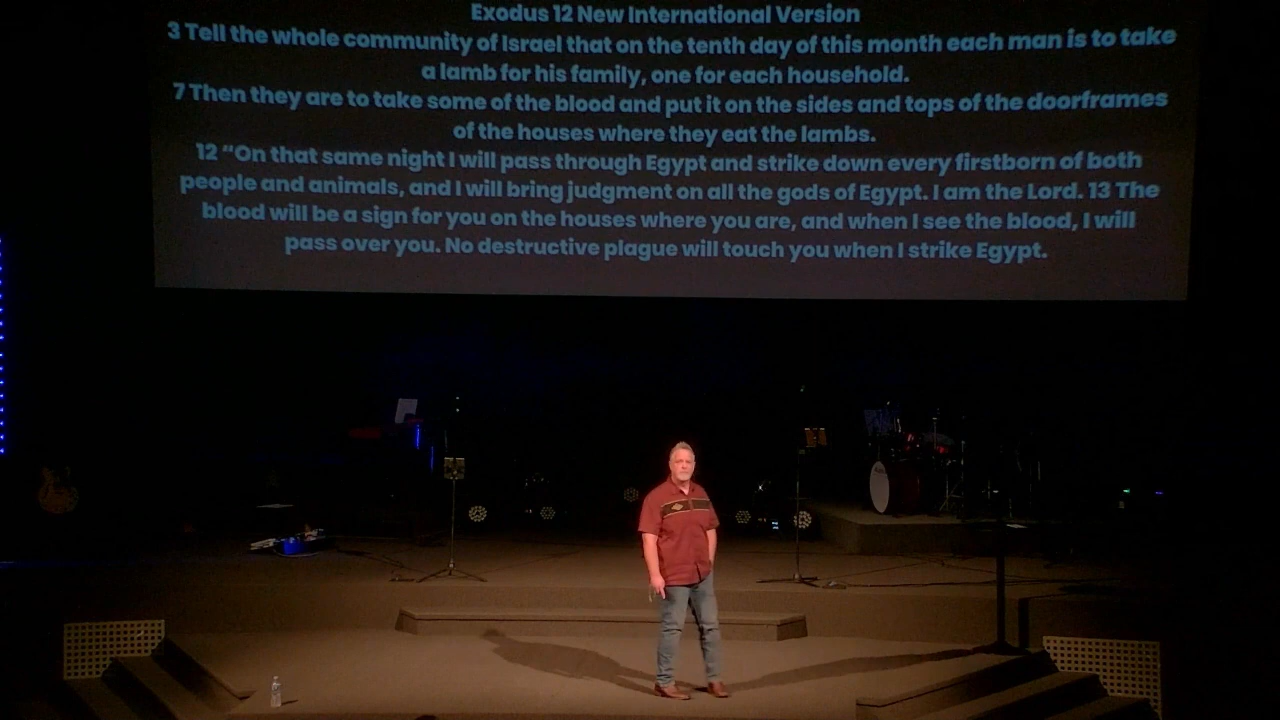 Exodus 12 New International Version
3 Tell the whole community of Israel that on the tenth day of this month each man is to take
a lamb for his family, one for each household.
7 Then they are to take some of the blood and put it on the sides and tops of the doorframes
of the houses where they eat the lambs.
12 “On that same night I will pass through Egypt and strike down every firstborn of both
people and animals, and I will bring judgment on all the gods of Egypt. I am the Lord. 13 The
blood will be a sign for you on the houses where you are, and when I see the blood, I will
pass over you. No destructive plague will touch you when I strike Egypt.